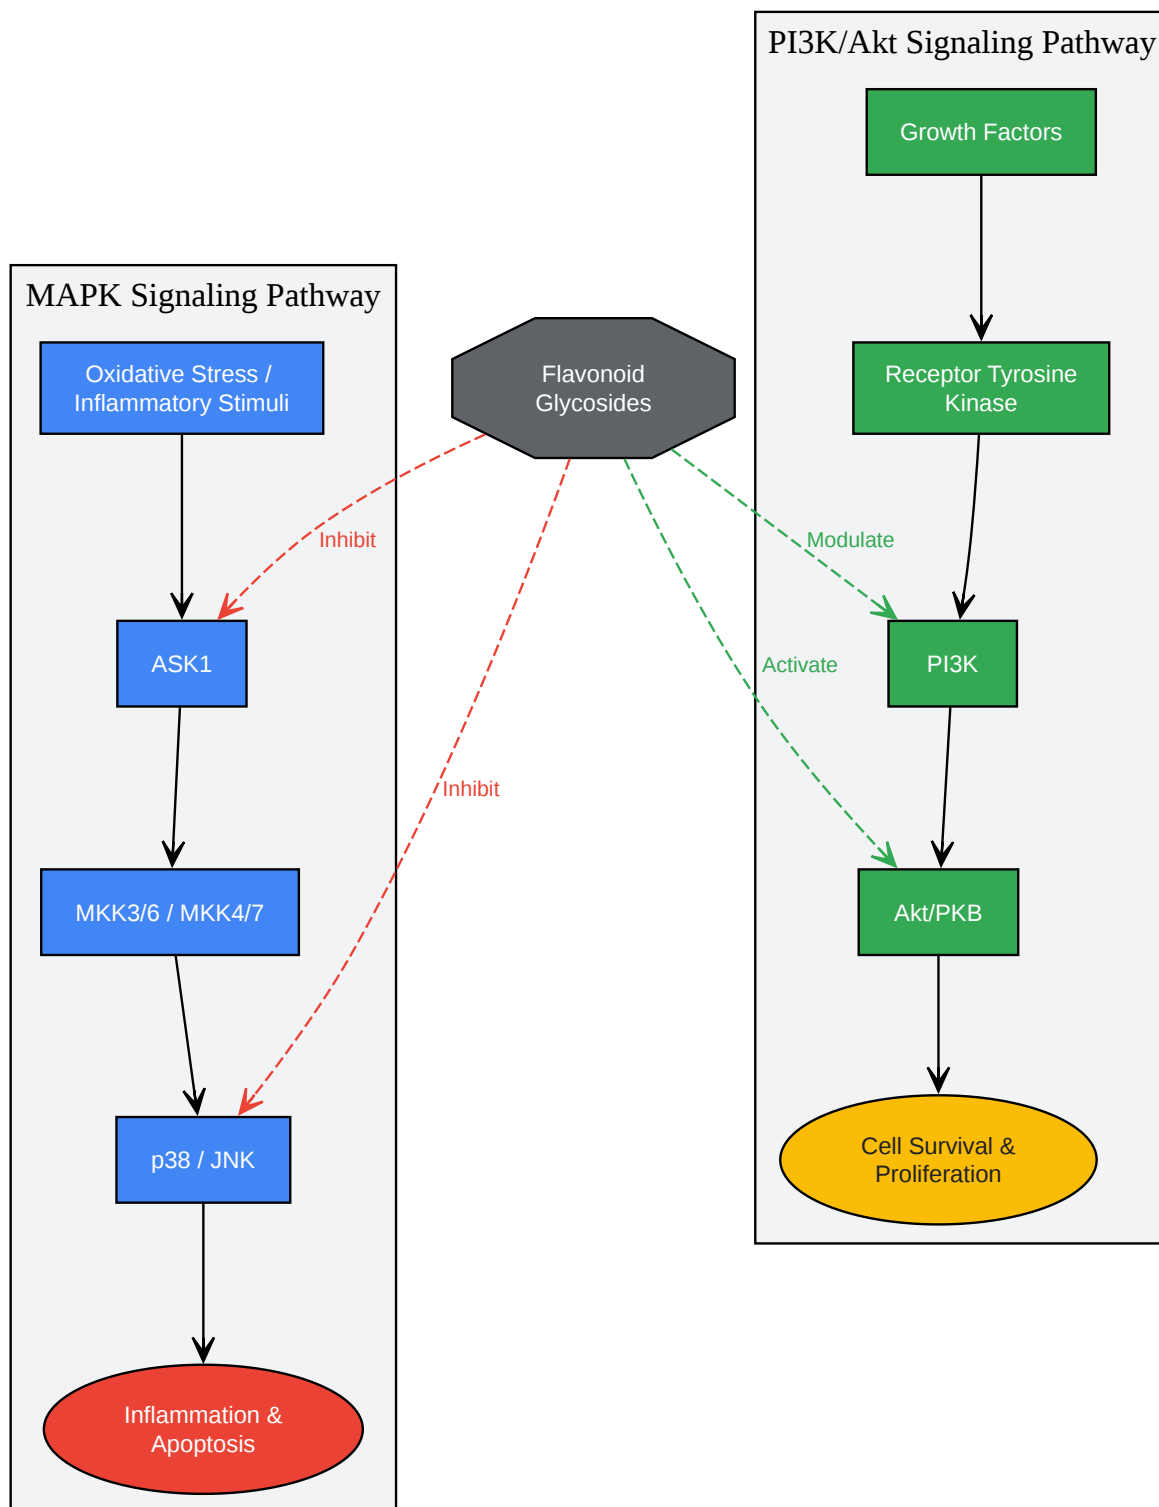 PI3K/Akt Signaling Pathway
Growth Factors
MAPK Signaling Pathway
Oxidative Stress /
Inflammatory Stimuli
Flavonoid
Glycosides
Receptor Tyrosine
Kinase
Inhibit
Modulate
ASK1
Activate
PI3K
Inhibit
MKK3/6 / MKK4/7
Akt/PKB
p38 / JNK
Cell Survival &
Proliferation
Inflammation &
Apoptosis